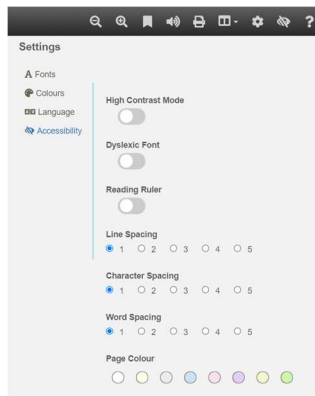 ?
Settings
A Fonts
Colours
Language
Accessibility
High Contrast Mode
Dyslexic Font
Reading Ruler
Line Spacing
1 2 3 4 5
Character Spacing
1 2 3 4 5
Word Spacing
1 2 3 4 5
Page Colour